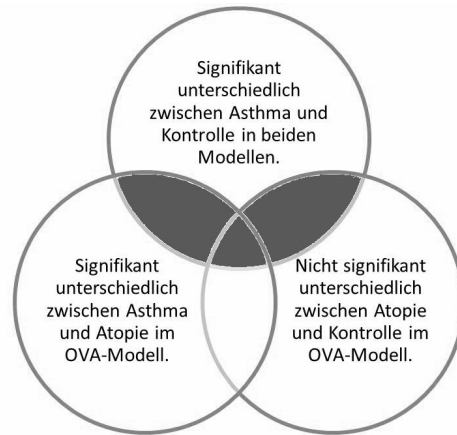 Signifikant
unterschiedlich
zwischen Asthma und
Kontrolle in beiden
Modellen.
Signifikant
unterschiedlich
zwischen Asthma
und Atopie im
OVA-Modell.
Nicht signifikant
unterschiedlich
zwischen Atopie
und Kontrolle im
OVA-Modell.